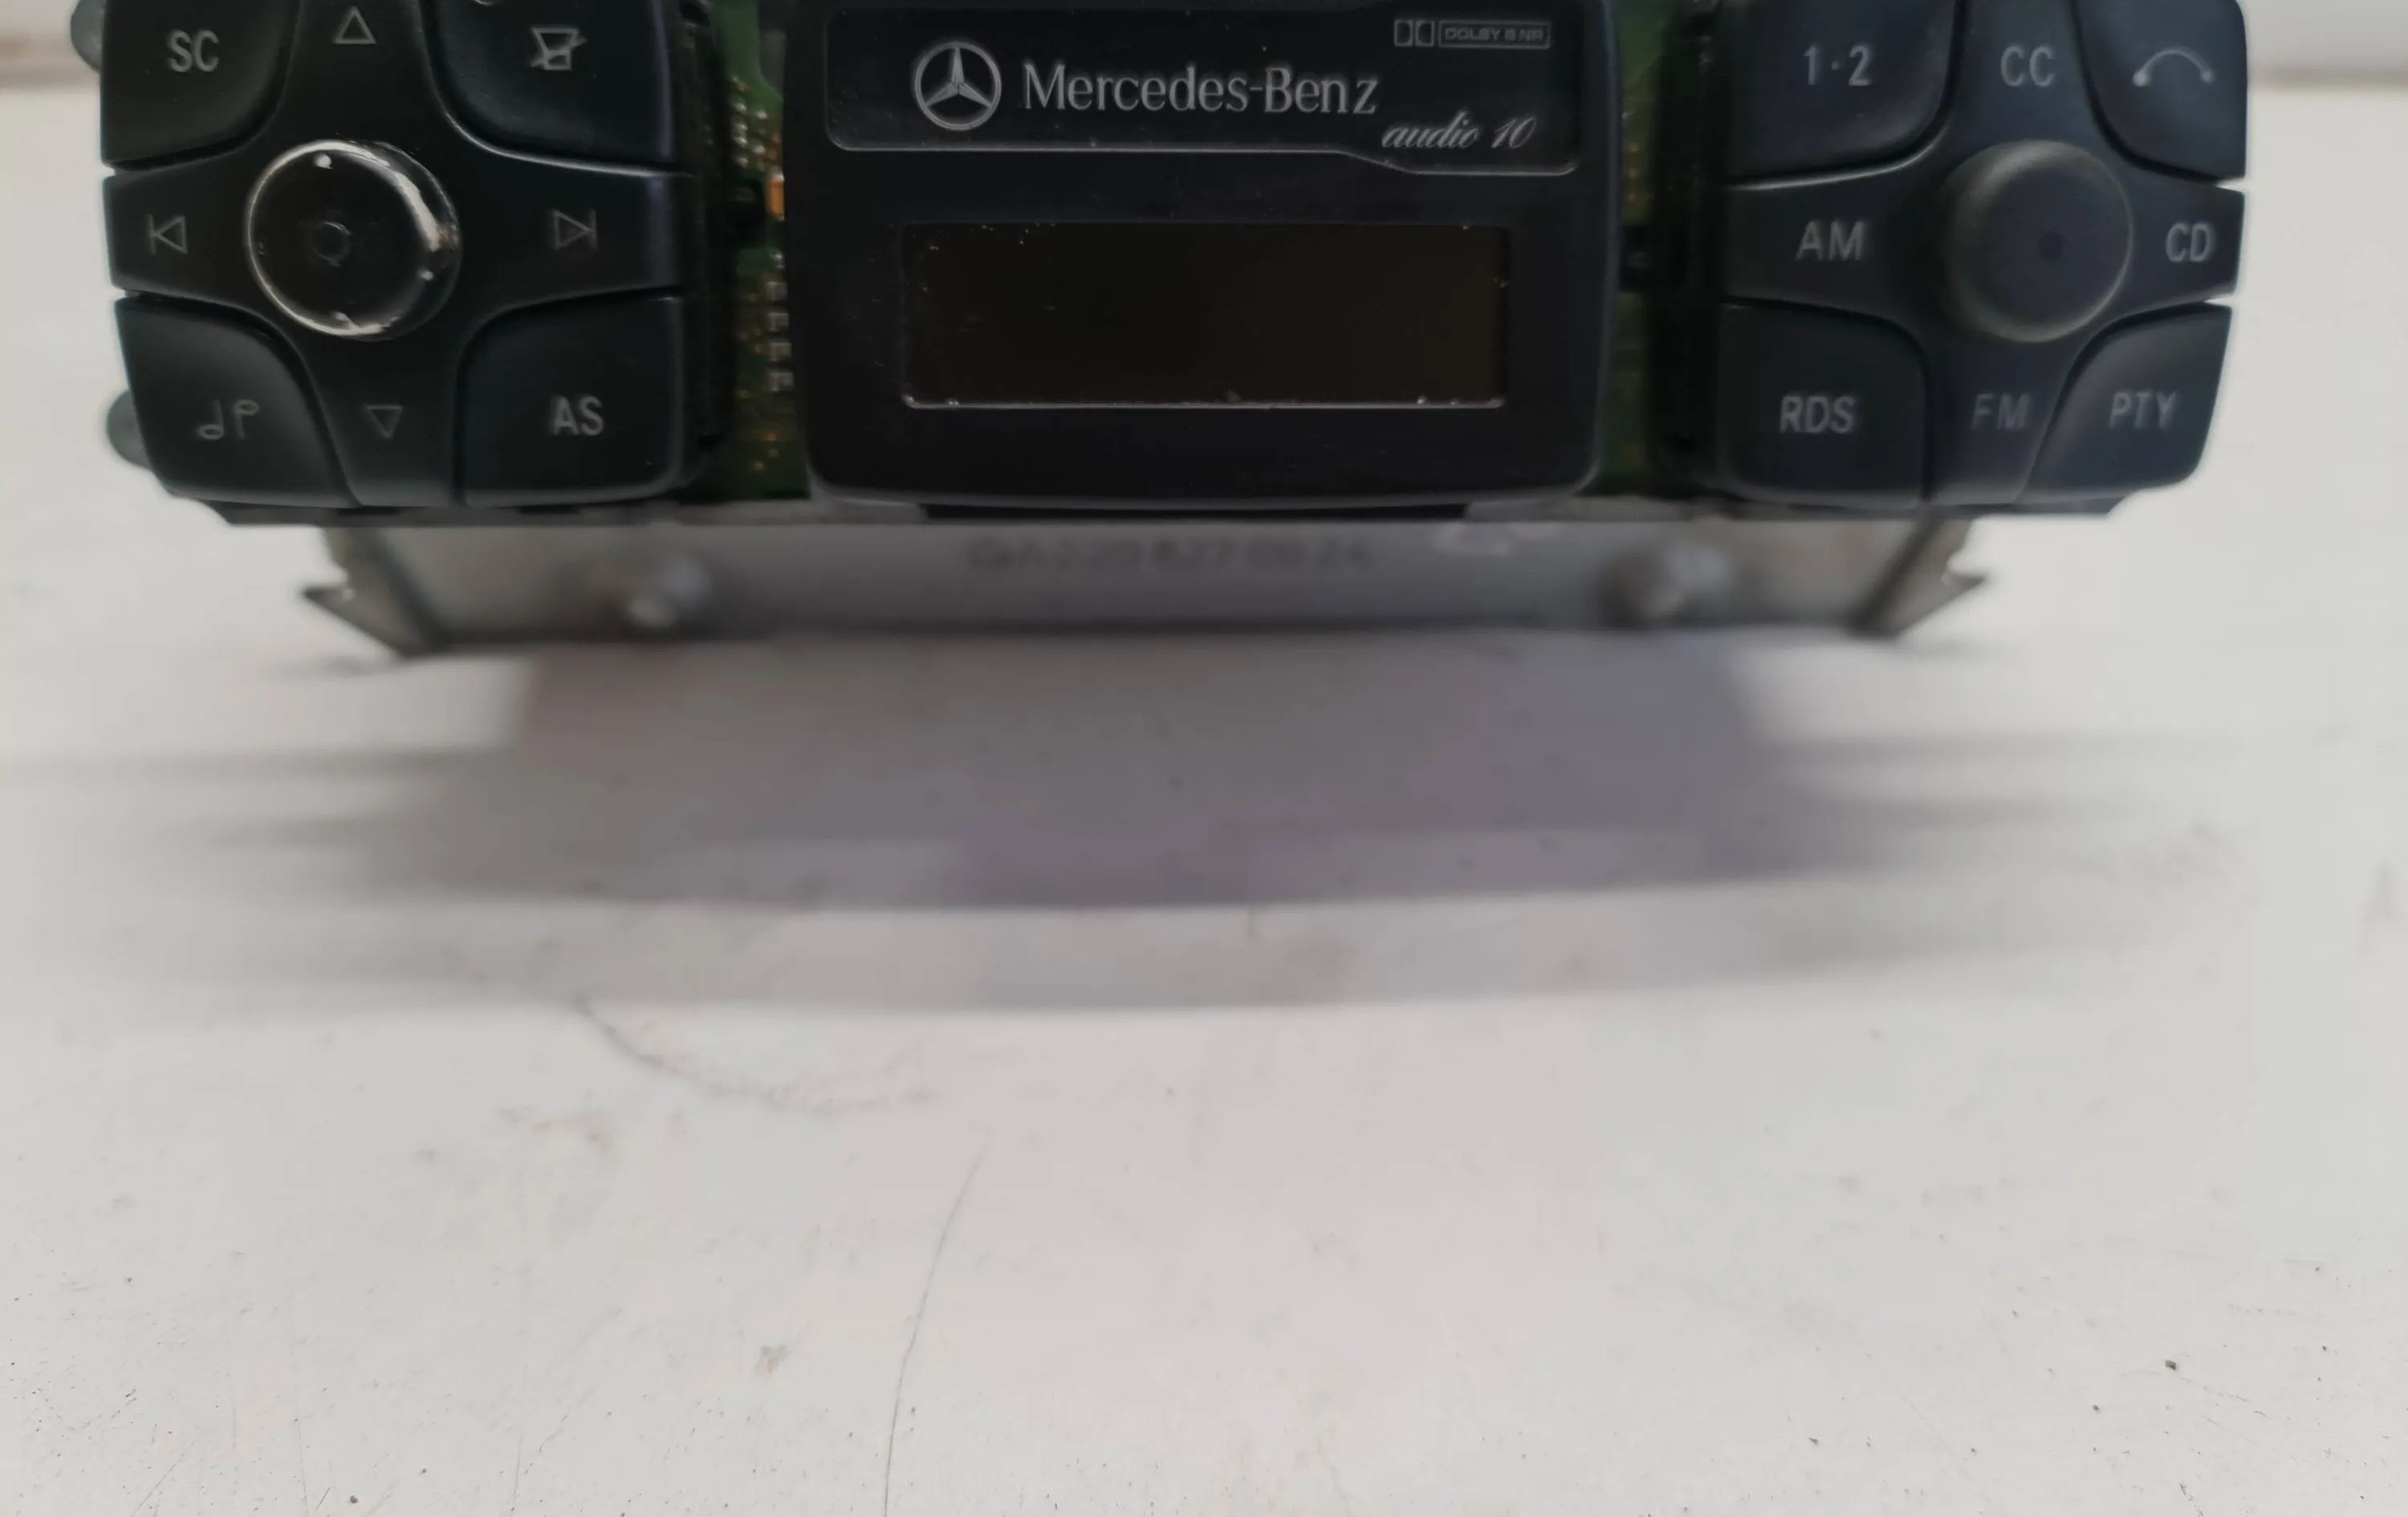 SC
Mercedes-Benz
DOLBY B NR
audio 10
1·2
CC
AM
CD
AS
RDS
FM
PTY